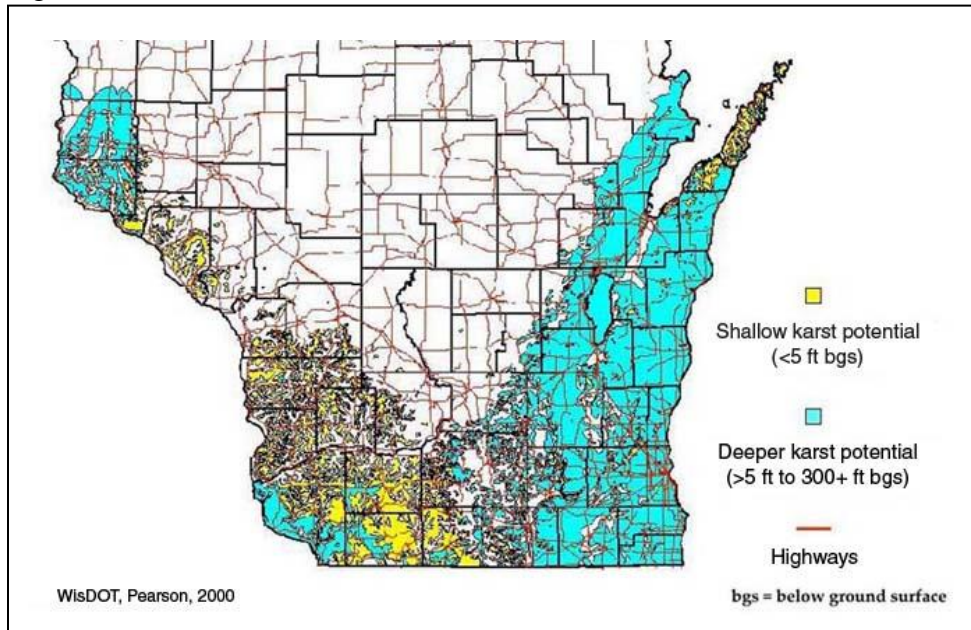 Shallow karst potential
(<5 ft bgs)
Deeper karst potential
(>5 ft to 300+ ft bgs)
Highways
WisDOT, Pearson, 2000
bgs = below ground surface